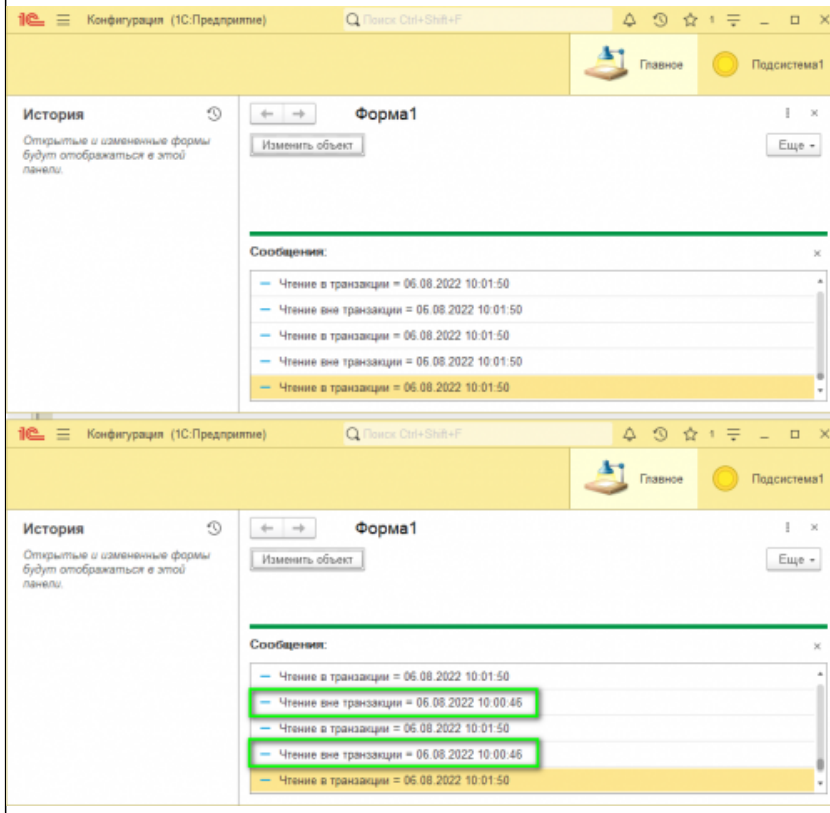 1С Конфигурация (1С:Предприятие) Поиск Ctrl+Shift+F 1
Главное Подсистема1
История
Открытые и измененные формы
будут отображаться в этой
панели.
Форма1
Изменить объект Еще
Сообщения:
Чтение в транзакции = 06.08.2022 10:01:50
Чтение вне транзакции = 06.08.2022 10:01:50
Чтение в транзакции = 06.08.2022 10:01:50
Чтение вне транзакции = 06.08.2022 10:01:50
Чтение в транзакции = 06.08.2022 10:01:50
1С Конфигурация (1С:Предприятие) Поиск Ctrl+Shift+F 1
Главное Подсистема1
История
Открытые и измененные формы
будут отображаться в этой
панели.
Форма1
Изменить объект Еще
Сообщения:
Чтение в транзакции = 06.08.2022 10:01:50
Чтение вне транзакции = 06.08.2022 10:00:46
Чтение в транзакции = 06.08.2022 10:01:50
Чтение вне транзакции = 06.08.2022 10:00:46
Чтение в транзакции = 06.08.2022 10:01:50